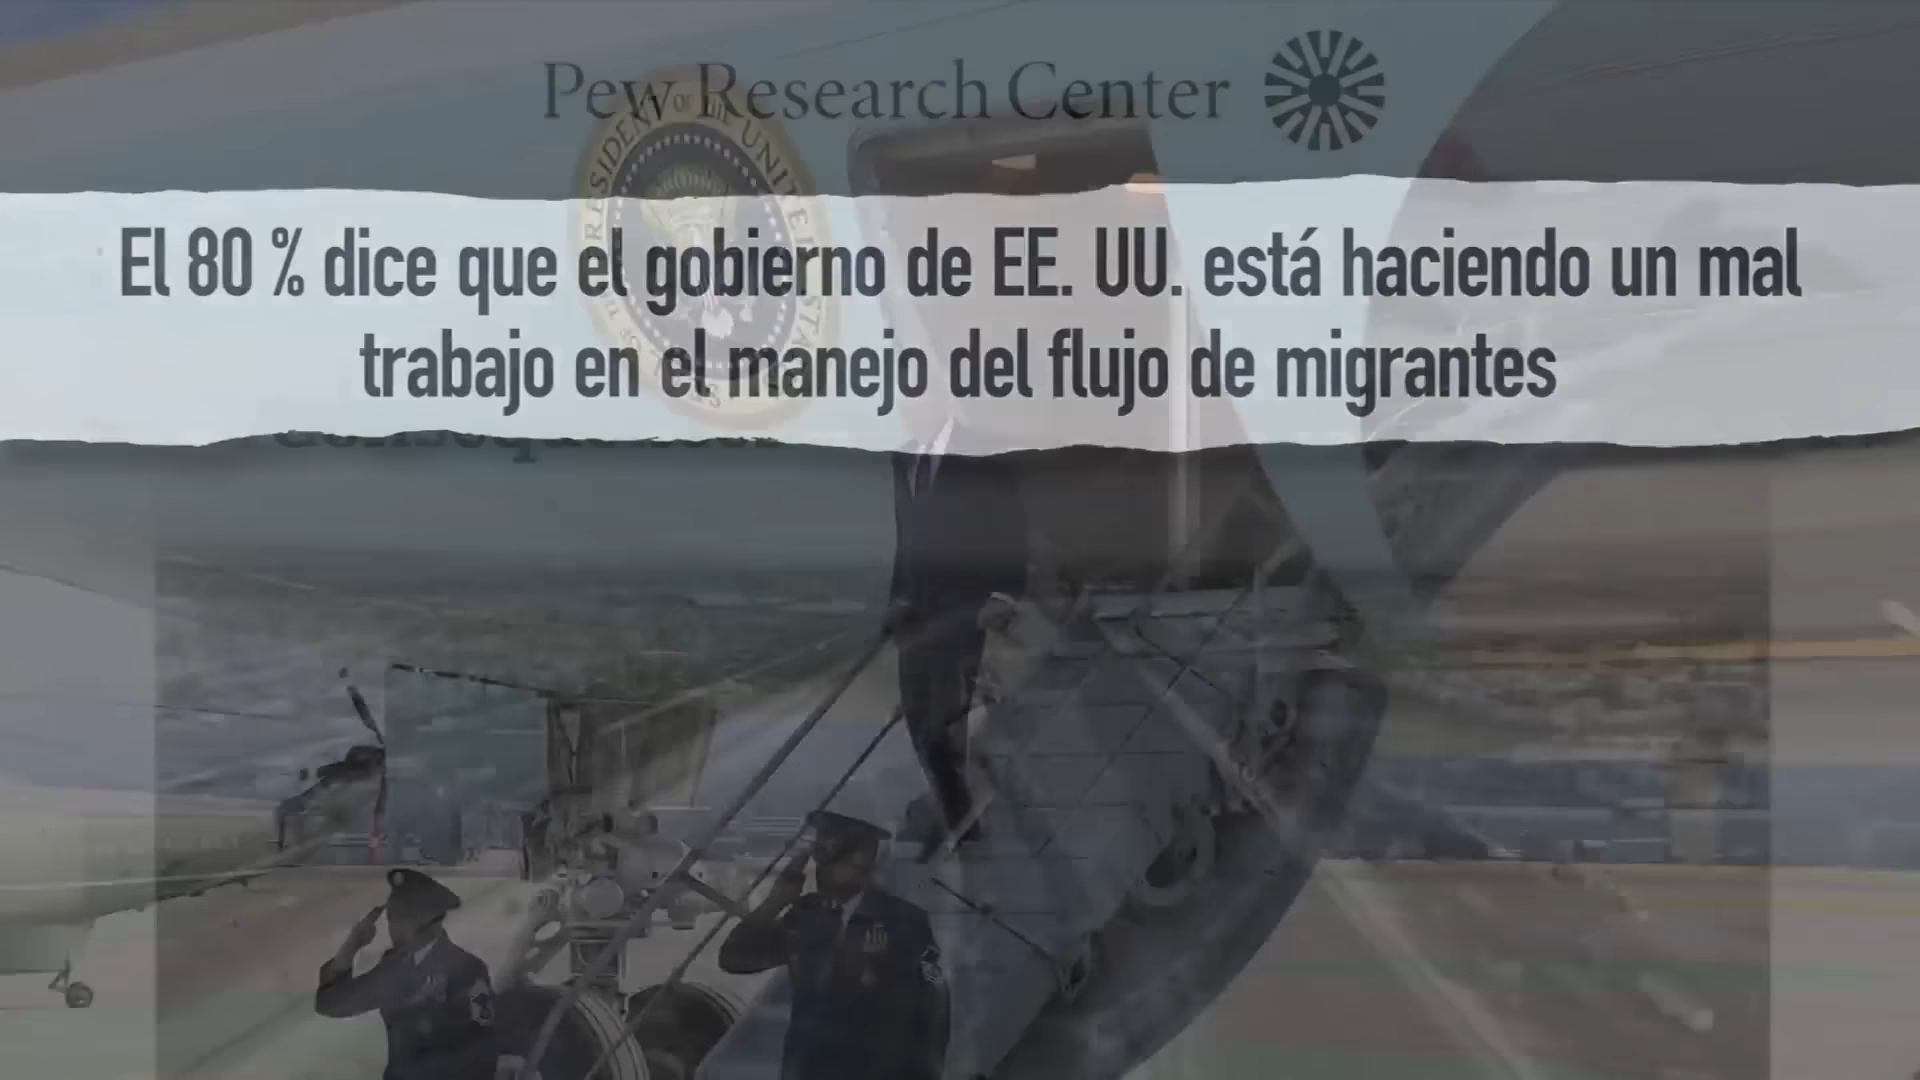 Pew Research Center
El 80 % dice que el gobierno de EE. UU. está haciendo un mal
trabajo en el manejo del flujo de migrantes